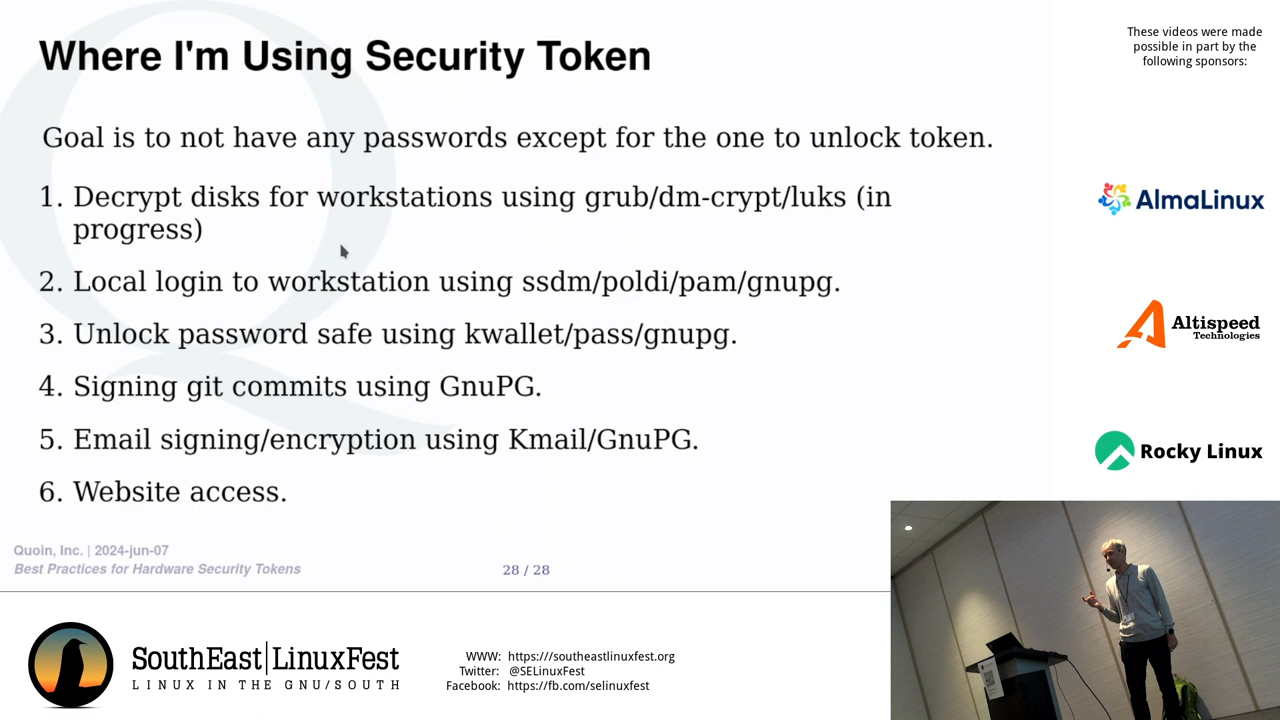 Where I'm Using Security Token
Goal is to not have any passwords except for the one to unlock token.
1. Decrypt disks for workstations using grub/dm-crypt/luks (in
progress)
2. Local login to workstation using ssdm/poldi/pam/gnupg.
3. Unlock password safe using kwallet/pass/gnupg.
4. Signing git commits using GnuPG.
5. Email signing/encryption using Kmail/GnuPG.
6. Website access.
Quoin, Inc. | 2024-jun-07
Best Practices for Hardware Security Tokens
28 / 28
These videos were made
possible in part by the
following sponsors:
AlmaLinux
Altispeed
Technologies
Rocky Linux
SouthEast LinuxFest
LINUX IN THE GNU/SOUTH
WWW: https://southeastlinuxfest.org
Twitter: @SELinuxFest
Facebook: https://fb.com/selinuxfest